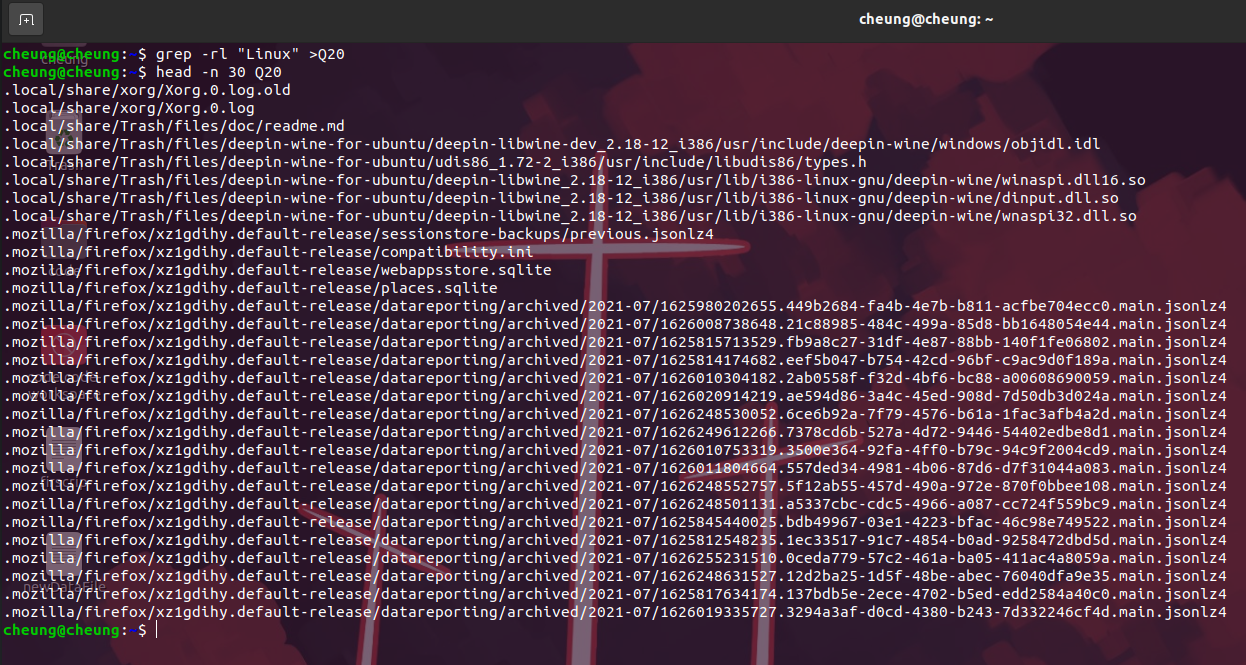 cheung@cheung: ~
cheung@cheung:~$ grep -rl "Linux" >Q20
cheung@cheung:~$ head -n 30 Q20
.local/share/xorg/Xorg.0.log.old
.local/share/xorg/Xorg.0.log
.local/share/Trash/files/doc/readme.md
.local/share/Trash/files/deepin-wine-for-ubuntu/deepin-libwine-dev_2.18-12_i386/usr/include/deepin-wine/windows/objidl.idl
.local/share/Trash/files/deepin-wine-for-ubuntu/udis86_1.72-2_i386/usr/include/libudis86/types.h
.local/share/Trash/files/deepin-wine-for-ubuntu/deepin-libwine_2.18-12_i386/usr/lib/i386-linux-gnu/deepin-wine/winaspi.dll16.so
.local/share/Trash/files/deepin-wine-for-ubuntu/deepin-libwine_2.18-12_i386/usr/lib/i386-linux-gnu/deepin-wine/dinput.dll.so
.local/share/Trash/files/deepin-wine-for-ubuntu/deepin-libwine_2.18-12_i386/usr/lib/i386-linux-gnu/deepin-wine/wnaspi32.dll.so
.mozilla/firefox/xz1gdihy.default-release/sessionstore-backups/previous.jsonlz4
.mozilla/firefox/xz1gdihy.default-release/compatibility.ini
.mozilla/firefox/xz1gdihy.default-release/webappsstore.sqlite
.mozilla/firefox/xz1gdihy.default-release/places.sqlite
.mozilla/firefox/xz1gdihy.default-release/datareporting/archived/2021-07/1625980202655.449b2684-fa4b-4e7b-b811-acfbe704ecc0.main.jsonlz4
.mozilla/firefox/xz1gdihy.default-release/datareporting/archived/2021-07/1626008738648.21c88985-484c-499a-85d8-bb1648054e44.main.jsonlz4
.mozilla/firefox/xz1gdihy.default-release/datareporting/archived/2021-07/1625815713529.fb9a8c27-31df-4e87-88bb-140f1fe06802.main.jsonlz4
.mozilla/firefox/xz1gdihy.default-release/datareporting/archived/2021-07/1625814174682.eef5b047-b754-42cd-96bf-c9ac9d0f189a.main.jsonlz4
.mozilla/firefox/xz1gdihy.default-release/datareporting/archived/2021-07/1626010304182.2ab0558f-f32d-4bf6-bc88-a00608690059.main.jsonlz4
.mozilla/firefox/xz1gdihy.default-release/datareporting/archived/2021-07/1626020914219.ae594d86-3a4c-45ed-908d-7d50db3d024a.main.jsonlz4
.mozilla/firefox/xz1gdihy.default-release/datareporting/archived/2021-07/1626248530052.6ce6b92a-7f79-4576-b61a-1fac3afb4a2d.main.jsonlz4
.mozilla/firefox/xz1gdihy.default-release/datareporting/archived/2021-07/1626249612266.7378cd6b-527a-4d72-9446-54402edbe8d1.main.jsonlz4
.mozilla/firefox/xz1gdihy.default-release/datareporting/archived/2021-07/1626010753319.3500e364-92fa-4ff0-b79c-94c9f2004cd9.main.jsonlz4
.mozilla/firefox/xz1gdihy.default-release/datareporting/archived/2021-07/1626011804664.557ded34-4981-4b06-87d6-d7f31044a083.main.jsonlz4
.mozilla/firefox/xz1gdihy.default-release/datareporting/archived/2021-07/1626248552757.5f12ab55-457d-490a-972e-870f0bbee108.main.jsonlz4
.mozilla/firefox/xz1gdihy.default-release/datareporting/archived/2021-07/1626248501131.a5337cbc-cdc5-4966-a087-cc724f559bc9.main.jsonlz4
.mozilla/firefox/xz1gdihy.default-release/datareporting/archived/2021-07/1625845440025.bdb49967-03e1-4223-bfac-46c98e749522.main.jsonlz4
.mozilla/firefox/xz1gdihy.default-release/datareporting/archived/2021-07/1625812548235.1ec33517-91c7-4854-b0ad-9258472dbd5d.main.jsonlz4
.mozilla/firefox/xz1gdihy.default-release/datareporting/archived/2021-07/1626255231510.0ceda779-57c2-461a-ba05-411ac4a8059a.main.jsonlz4
.mozilla/firefox/xz1gdihy.default-release/datareporting/archived/2021-07/1626248631527.12d2ba25-1d5f-48be-abec-76040dfa9e35.main.jsonlz4
.mozilla/firefox/xz1gdihy.default-release/datareporting/archived/2021-07/1625817634174.137bdb5e-2ece-4702-b5ed-edd2584a40c0.main.jsonlz4
.mozilla/firefox/xz1gdihy.default-release/datareporting/archived/2021-07/1626019335727.3294a3af-d0cd-4380-b243-7d332246cf4d.main.jsonlz4
cheung@cheung:~$